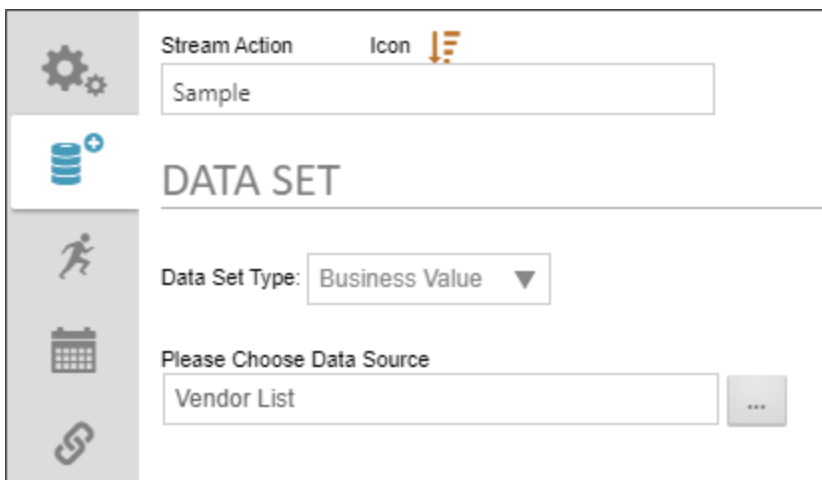 Stream Action Icon
Sample
DATA SET
Data Set Type: Business Value
Please Choose Data Source
Vendor List ...